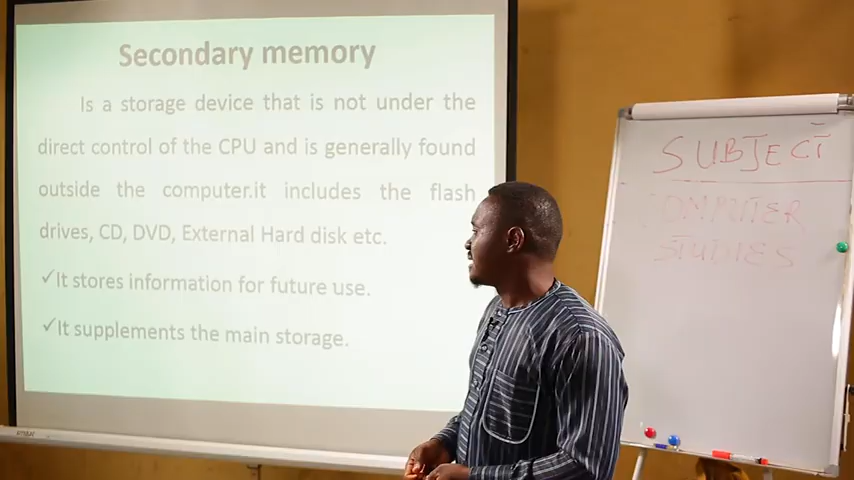 Secondary memory
Is a storage device that is not under the
direct control of the CPU and is generally found
outside the computer.it includes the flash
drives, CD, DVD, External Hard disk etc.
✓It stores information for future use.
✓It supplements the main storage.
SUBJECT
COMPUTER
STUDIES